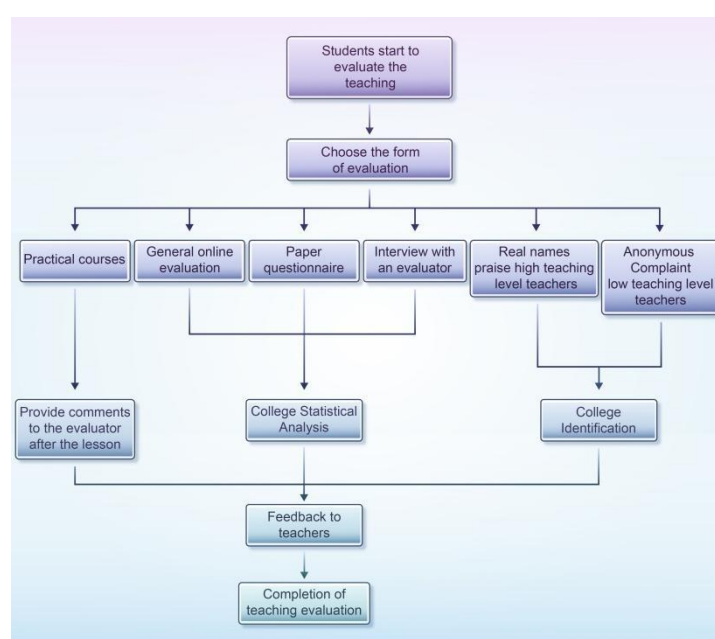 Students start to
evaluate the
teaching
Choose the form
of evaluation
Practical courses
General online
evaluation
Paper
questionnaire
Interview with
an evaluator
Real names
praise high teaching
level teachers
Anonymous
Complaint
low teaching level
teachers
Provide comments
to the evaluator
after the lesson
College Statistical
Analysis
College
Identification
Feedback to
teachers
Completion of
teaching evaluation